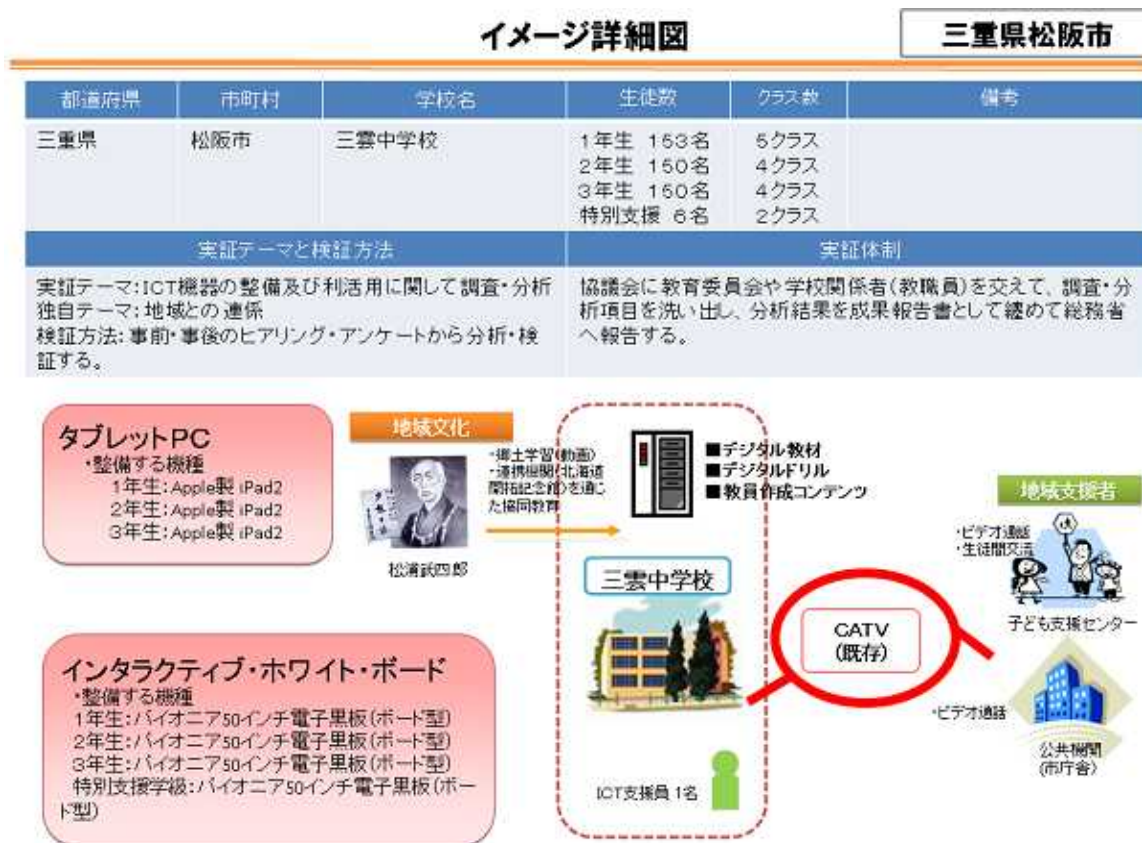 イメージ詳細図
三重県松阪市
都道府県 市町村 学校名 生徒数 クラス数 備考
三重県 松阪市 三雲中学校 1年生 153名 5クラス
2年生 150名 4クラス
3年生 150名 4クラス
特別支援 6名 2クラス
実証テーマと検証方法 実証体制
実証テーマ:ICT機器の整備及び利活用に関して調査・分析
独自テーマ:地域との連係
検証方法:事前・事後のヒアリング・アンケートから分析・検
証する。
協議会に教育委員会や学校関係者(教職員)を交えて、調査・分
析項目を洗い出し、分析結果を成果報告書として纏めて総務省
へ報告する。
タブレットPC
・整備する機種
1年生:Apple製 iPad2
2年生:Apple製 iPad2
3年生:Apple製 iPad2
地域文化
・郷土学習(動画)
・連携機関(北海道
開拓記念館)を通じ
た協同教育
松浦武四郎
■デジタル教材
■デジタルドリル
■教員作成コンテンツ
三雲中学校
CATV
(既存)
地域支援者
・ビデオ通話
・生徒間交流
子ども支援センター
・ビデオ通話
公共機関
(市庁舎)
インタラクティブ・ホワイト・ボード
・整備する機種
1年生:パイオニア50インチ電子黒板(ボード型)
2年生:パイオニア50インチ電子黒板(ボード型)
3年生:パイオニア50インチ電子黒板(ボード型)
特別支援学級:パイオニア50インチ電子黒板(ボー
ド型)
ICT支援員 1名